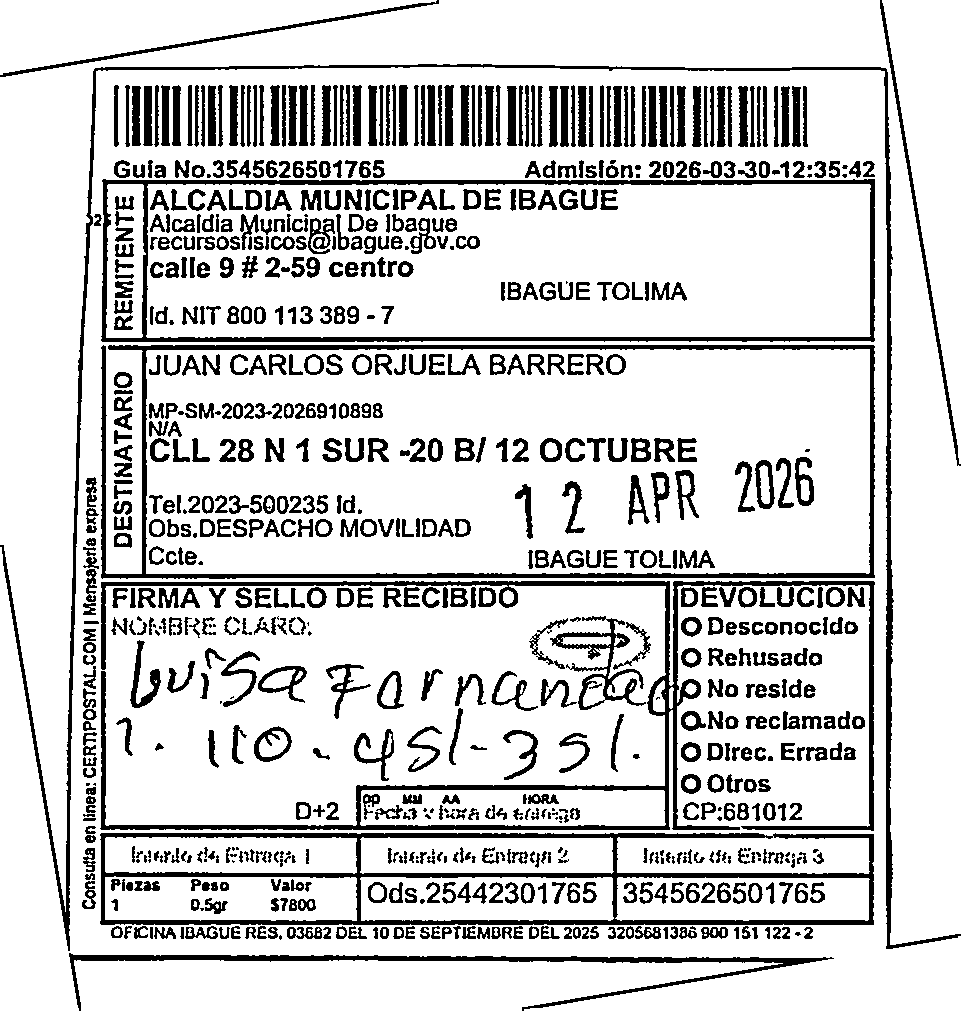 Guia No.3545626501765 Admisión: 2026-03-30-12:35:42
REMITENTE
ALCALDIA MUNICIPAL DE IBAGUE
Alcaldia Municipal De Ibague
recursosfisicos@ibague.gov.co
calle 9 # 2-59 centro
IBAGUE TOLIMA
Id. NIT 800 113 389 - 7
DESTINATARIO
JUAN CARLOS ORJUELA BARRERO
MP-SM-2023-2026910898
N/A
CLL 28 N 1 SUR -20 B/ 12 OCTUBRE
12 APR 2026
Tel.2023-500235 Id.
Obs.DESPACHO MOVILIDAD
Ccte.
IBAGUE TOLIMA
Consulta en linea: CERTIPOSTAL.COM | Mensajeria expresa
FIRMA Y SELLO DE RECIBIDO
NOMBRE CLARO:
Luisa Fernanda
1.110.451-351.
D+2
DD MM AA HORA
Fecha y hora de entrega
DEVOLUCION
Desconocido
Rehusado
No reside
No reclamado
Direc. Errada
Otros
CP:681012
Intento de Entrega 1 Intento de Entrega 2 Intento de Entrega 3
Piezas Peso Valor
1 0.5gr $7800
Ods.25442301765 3545626501765
OFICINA IBAGUE RES. 03682 DEL 10 DE SEPTIEMBRE DEL 2025 3205681386 900 151 122 - 2